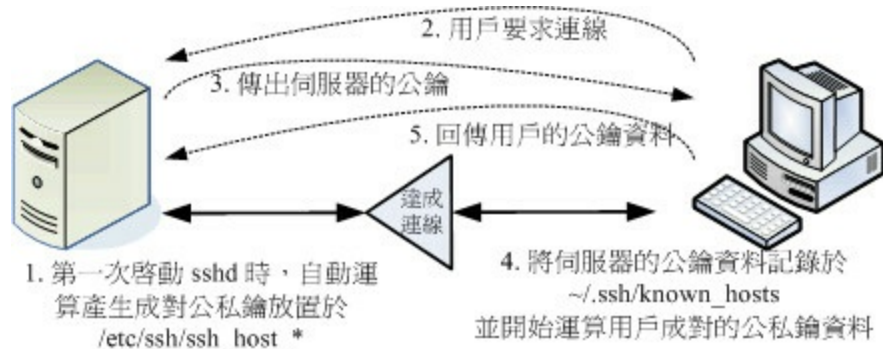 2. 用戶要求連線
3. 傳出伺服器的公鑰
5. 回傳用戶的公鑰資料
達成
連線
1. 第一次啟動 sshd 時，自動運
算產生成對公私鑰放置於
/etc/ssh/ssh_host_*
4. 將伺服器的公鑰資料記錄於
~/.ssh/known_hosts
並開始運算用戶成對的公私鑰資料